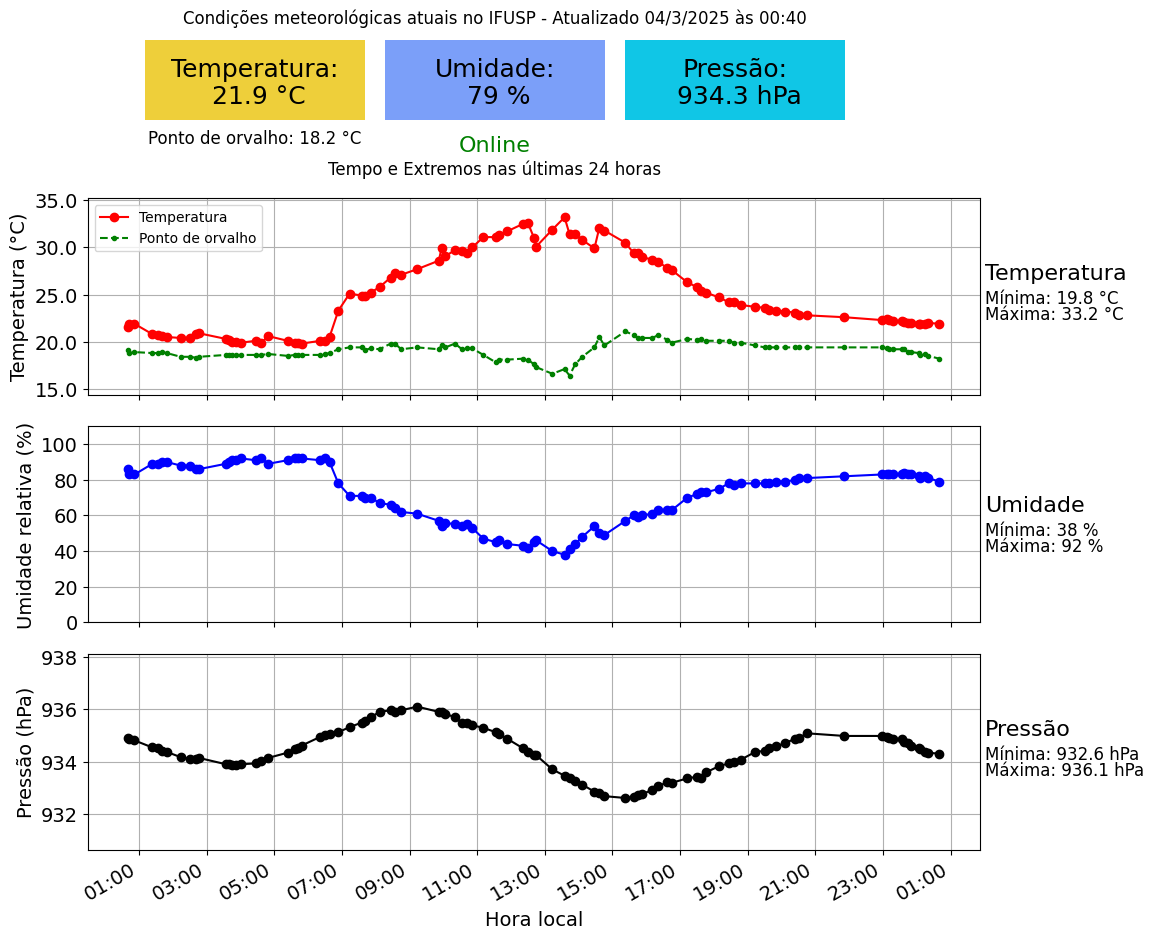 Condições meteorológicas atuais no IFUSP - Atualizado 04/3/2025 às 00:40
Temperatura:
21.9 °C
Umidade:
79 %
Pressão:
934.3 hPa
Ponto de orvalho: 18.2 °C
Online
Tempo e Extremos nas últimas 24 horas
Temperatura (°C)
35.0
30.0
25.0
20.0
15.0
Temperatura
Ponto de orvalho
Temperatura
Mínima: 19.8 °C
Máxima: 33.2 °C
Umidade relativa (%)
100
80
60
40
20
0
Umidade
Mínima: 38 %
Máxima: 92 %
Pressão (hPa)
938
936
934
932
Pressão
Mínima: 932.6 hPa
Máxima: 936.1 hPa
01:00 03:00 05:00 07:00 09:00 11:00 13:00 15:00 17:00 19:00 21:00 23:00 01:00
Hora local